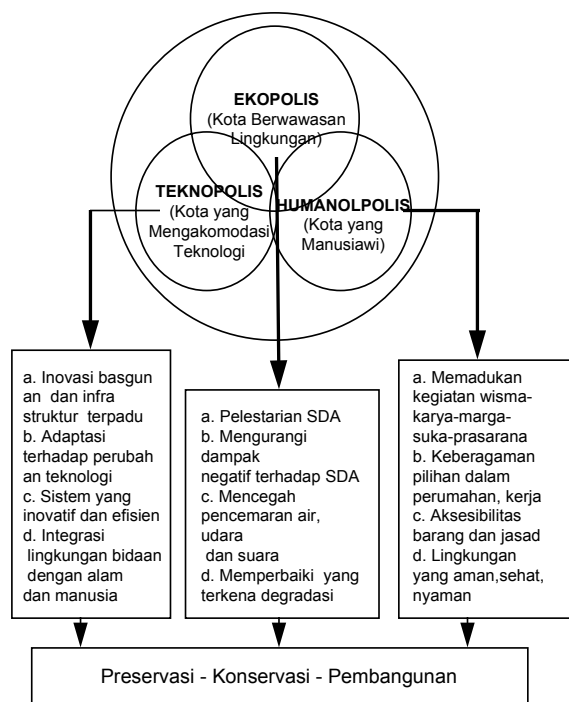 EKOPOLIS
(Kota Berwawasan
Lingkungan)
TEKNOPOLIS
(Kota yang
Mengakomodasi
Teknologi
HUMANOLPOLIS
(Kota yang
Manusiawi)
a. Inovasi basgun
an dan infra
struktur terpadu
b. Adaptasi
terhadap perubah
an teknologi
c. Sistem yang
inovatif dan efisien
d. Integrasi
lingkungan bidaan
dengan alam
dan manusia
a. Pelestarian SDA
b. Mengurangi
dampak
negatif terhadap SDA
c. Mencegah
pencemaran air,
udara
dan suara
d. Memperbaiki yang
terkena degradasi
a. Memadukan
kegiatan wisma-
karya-marga-
suka-prasarana
b. Keberagaman
pilihan dalam
perumahan, kerja
c. Aksesibilitas
barang dan jasad
d. Lingkungan
yang aman,sehat,
nyaman
Preservasi - Konservasi - Pembangunan